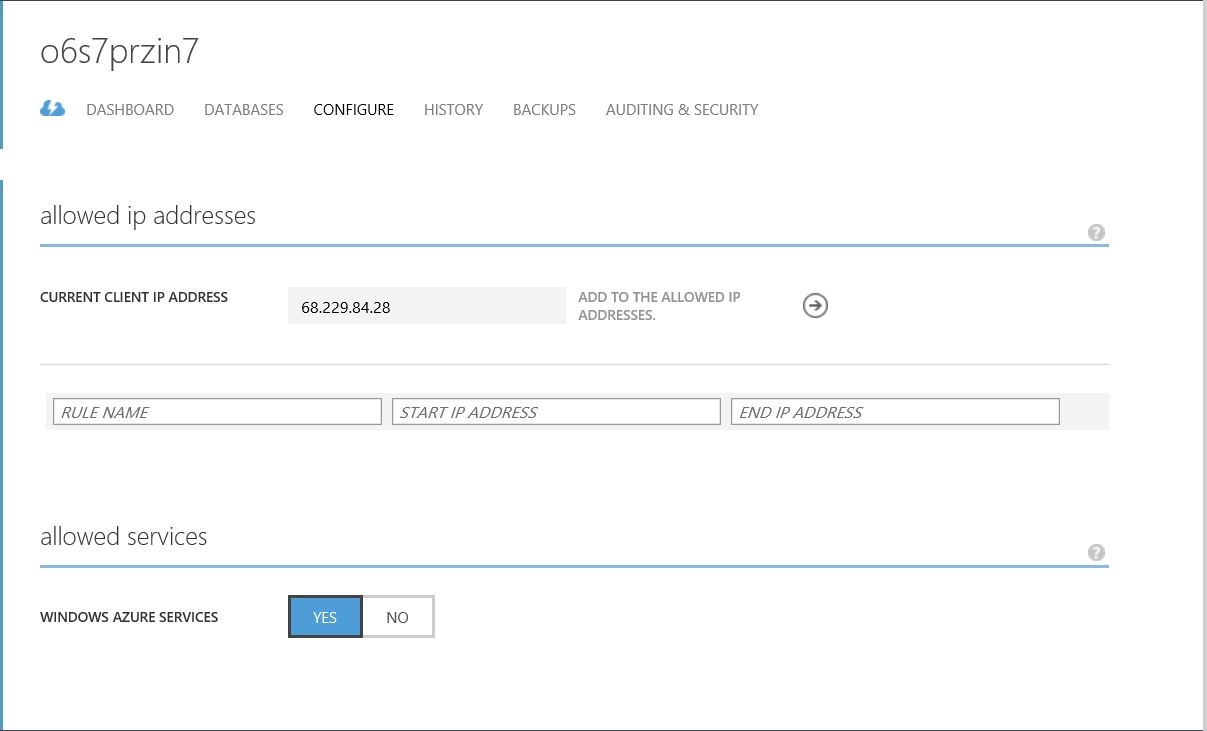 o6s7przin7
DASHBOARD DATABASES CONFIGURE HISTORY BACKUPS AUDITING & SECURITY
allowed ip addresses
?
CURRENT CLIENT IP ADDRESS 68.229.84.28 ADD TO THE ALLOWED IP
ADDRESSES.
RULE NAME START IP ADDRESS END IP ADDRESS
allowed services
?
WINDOWS AZURE SERVICES YES NO